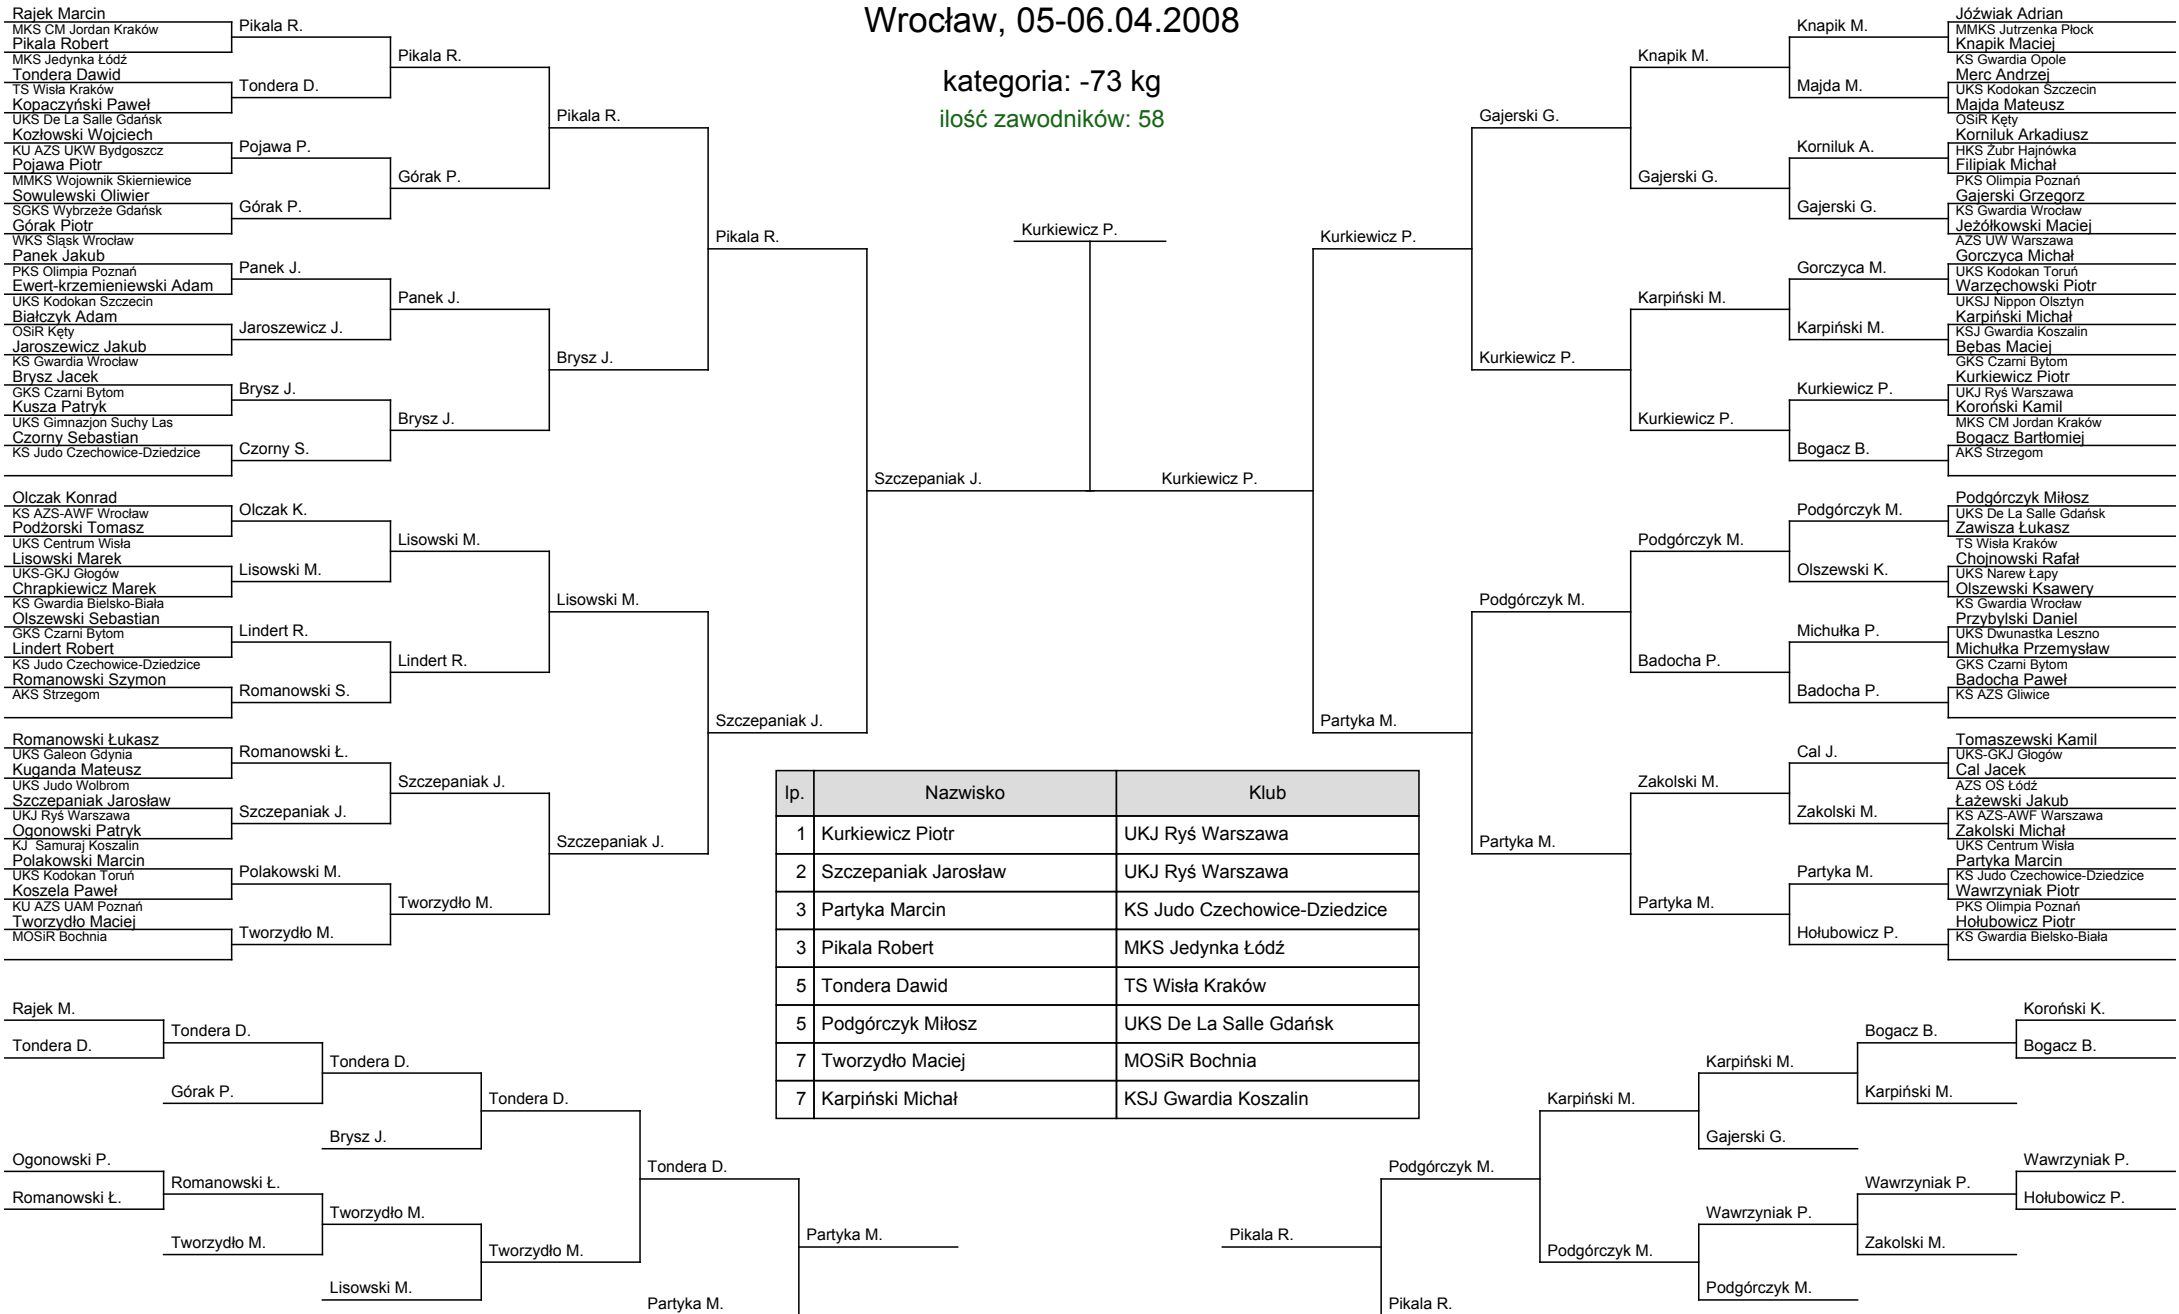 Wrocław, 05-06.04.2008
kategoria: -73 kg
ilość zawodników: 58
Rajek Marcin
MKS CM Jordan Kraków
Pikala Robert
MKS Jedynka Łódź
Tondera Dawid
TS Wisła Kraków
Kopaczyński Paweł
UKS De La Salle Gdańsk
Kozłowski Wojciech
KU AZS UKW Bydgoszcz
Pojawa Piotr
MMKS Wojownik Skierniewice
Sowulewski Oliwier
SGKS Wybrzeże Gdańsk
Górak Piotr
WKS Śląsk Wrocław
Panek Jakub
PKS Olimpia Poznań
Ewert-krzemieniewski Adam
UKS Kodokan Szczecin
Białczyk Adam
OSiR Kęty
Jaroszewicz Jakub
KS Gwardia Wrocław
Brysz Jacek
GKS Czarni Bytom
Kusza Patryk
UKS Gimnazjon Suchy Las
Czorny Sebastian
KS Judo Czechowice-Dziedzice
Olczak Konrad
KS AZS-AWF Wrocław
Podżorski Tomasz
UKS Centrum Wisła
Lisowski Marek
UKS-GKJ Głogów
Chrapkiewicz Marek
KS Gwardia Bielsko-Biała
Olszewski Sebastian
GKS Czarni Bytom
Lindert Robert
KS Judo Czechowice-Dziedzice
Romanowski Szymon
AKS Strzegom
Romanowski Łukasz
UKS Galeon Gdynia
Kuganda Mateusz
UKS Judo Wolbrom
Szczepaniak Jarosław
UKJ Ryś Warszawa
Ogonowski Patryk
KJ Samuraj Koszalin
Polakowski Marcin
UKS Kodokan Toruń
Koszela Paweł
KU AZS UAM Poznań
Tworzydło Maciej
MOSiR Bochnia
Pikala R.
Tondera D.
Pojawa P.
Górak P.
Panek J.
Jaroszewicz J.
Brysz J.
Czorny S.
Olczak K.
Lisowski M.
Lindert R.
Romanowski S.
Romanowski Ł.
Szczepaniak J.
Polakowski M.
Tworzydło M.
Pikala R.
Górak P.
Panek J.
Brysz J.
Lisowski M.
Lindert R.
Szczepaniak J.
Tworzydło M.
Pikala R.
Brysz J.
Lisowski M.
Szczepaniak J.
Pikala R.
Szczepaniak J.
Szczepaniak J.
Kurkiewicz P.
Kurkiewicz P.
Kurkiewicz P.
Partyka M.
Gajerski G.
Kurkiewicz P.
Podgórczyk M.
Partyka M.
Knapik M.
Gajerski G.
Karpiński M.
Kurkiewicz P.
Podgórczyk M.
Badocha P.
Zakolski M.
Partyka M.
Knapik M.
Majda M.
Korniluk A.
Gajerski G.
Gorczyca M.
Karpiński M.
Kurkiewicz P.
Bogacz B.
Podgórczyk M.
Olszewski K.
Michułka P.
Badocha P.
Cal J.
Zakolski M.
Partyka M.
Hołubowicz P.
Jóźwiak Adrian
MMKS Jutrzenka Płock
Knapik Maciej
KS Gwardia Opole
Merc Andrzej
UKS Kodokan Szczecin
Majda Mateusz
OSiR Kęty
Korniluk Arkadiusz
HKS Żubr Hajnówka
Filipiak Michał
PKS Olimpia Poznań
Gajerski Grzegorz
KS Gwardia Wrocław
Jeżółkowski Maciej
AZS UW Warszawa
Gorczyca Michał
UKS Kodokan Toruń
Warzęchowski Piotr
UKSJ Nippon Olsztyn
Karpiński Michał
KSJ Gwardia Koszalin
Bębas Maciej
GKS Czarni Bytom
Kurkiewicz Piotr
UKJ Ryś Warszawa
Koroński Kamil
MKS CM Jordan Kraków
Bogacz Bartłomiej
AKS Strzegom
Podgórczyk Miłosz
UKS De La Salle Gdańsk
Zawisza Łukasz
TS Wisła Kraków
Chojnowski Rafał
UKS Narew Łapy
Olszewski Ksawery
KS Gwardia Wrocław
Przybylski Daniel
UKS Dwunastka Leszno
Michułka Przemysław
GKS Czarni Bytom
Badocha Paweł
KS AZS Gliwice
Tomaszewski Kamil
UKS-GKJ Głogów
Cal Jacek
AZS OŚ Łódź
Łażewski Jakub
KS AZS-AWF Warszawa
Zakolski Michał
UKS Centrum Wisła
Partyka Marcin
KS Judo Czechowice-Dziedzice
Wawrzyniak Piotr
PKS Olimpia Poznań
Hołubowicz Piotr
KS Gwardia Bielsko-Biała
lp. Nazwisko Klub
1 Kurkiewicz Piotr UKJ Ryś Warszawa
2 Szczepaniak Jarosław UKJ Ryś Warszawa
3 Partyka Marcin KS Judo Czechowice-Dziedzice
3 Pikala Robert MKS Jedynka Łódź
5 Tondera Dawid TS Wisła Kraków
5 Podgórczyk Miłosz UKS De La Salle Gdańsk
7 Tworzydło Maciej MOSiR Bochnia
7 Karpiński Michał KSJ Gwardia Koszalin
Rajek M.
Tondera D.
Ogonowski P.
Romanowski Ł.
Tondera D.
Górak P.
Romanowski Ł.
Tworzydło M.
Tondera D.
Brysz J.
Tworzydło M.
Lisowski M.
Tondera D.
Tworzydło M.
Tondera D.
Partyka M.
Partyka M.
Pikala R.
Podgórczyk M.
Pikala R.
Karpiński M.
Podgórczyk M.
Karpiński M.
Gajerski G.
Wawrzyniak P.
Podgórczyk M.
Bogacz B.
Karpiński M.
Wawrzyniak P.
Zakolski M.
Koroński K.
Bogacz B.
Wawrzyniak P.
Hołubowicz P.